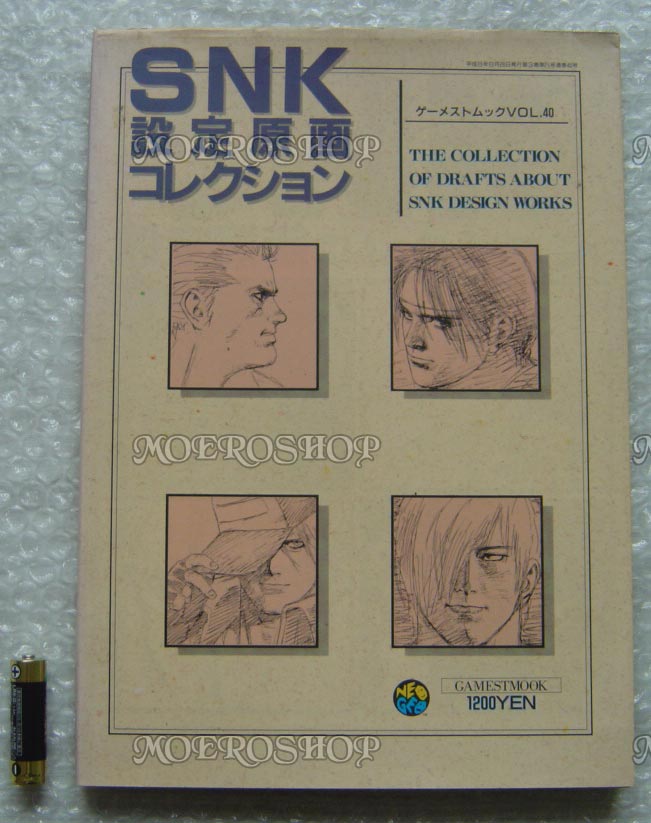 SNK
設定原画
コレクション
ゲーメストムックVOL.40
THE COLLECTION
OF DRAFTS ABOUT
SNK DESIGN WORKS
MOEROSHOP
MOEROSHOP
NEO
GEO
GAMESTMOOK
1200YEN
MOEROSHOP